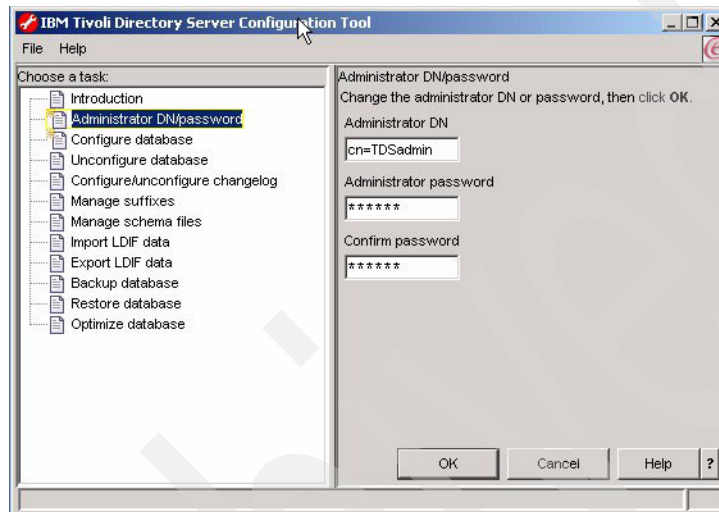 IBM Tivoli Directory Server Configuration Tool
File Help
Choose a task:
Introduction
Administrator DN/password
Configure database
Unconfigure database
Configure/unconfigure changelog
Manage suffixes
Manage schema files
Import LDIF data
Export LDIF data
Backup database
Restore database
Optimize database
Administrator DN/password
Change the administrator DN or password, then click OK.
Administrator DN
cn=TDSadmin
Administrator password
******
Confirm password
******
OK Cancel Help ?